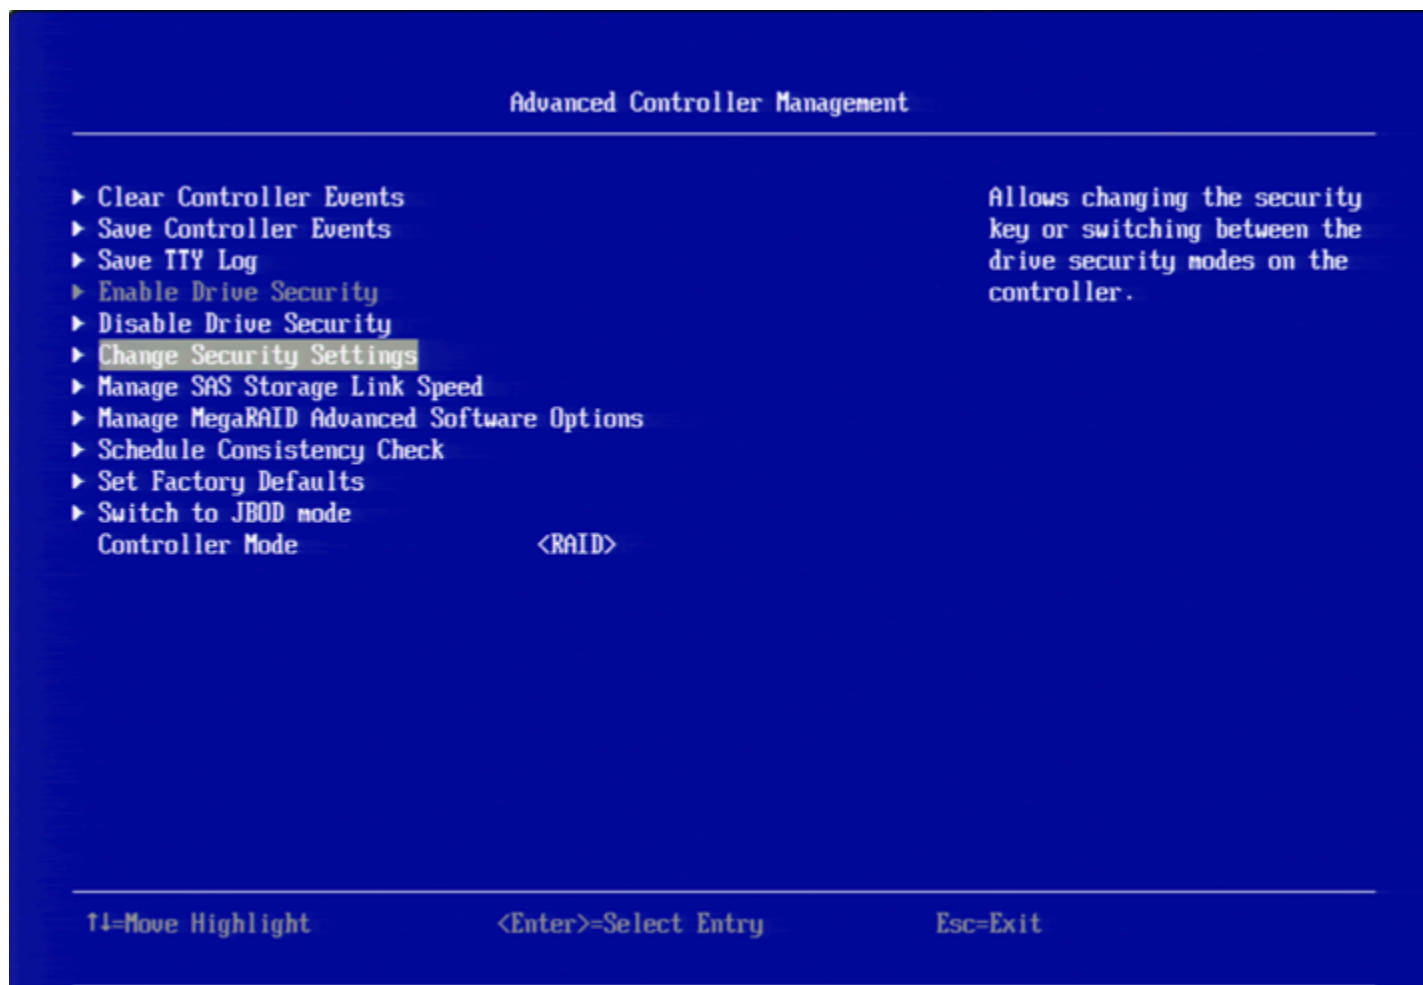 Advanced Controller Management
▶ Clear Controller Events
▶ Save Controller Events
▶ Save TTY Log
▶ Enable Drive Security
▶ Disable Drive Security
▶ Change Security Settings
▶ Manage SAS Storage Link Speed
▶ Manage MegaRAID Advanced Software Options
▶ Schedule Consistency Check
▶ Set Factory Defaults
▶ Switch to JBOD mode
Controller Mode <RAID>
Allows changing the security
key or switching between the
drive security modes on the
controller.
↑↓=Move Highlight <Enter>=Select Entry Esc=Exit